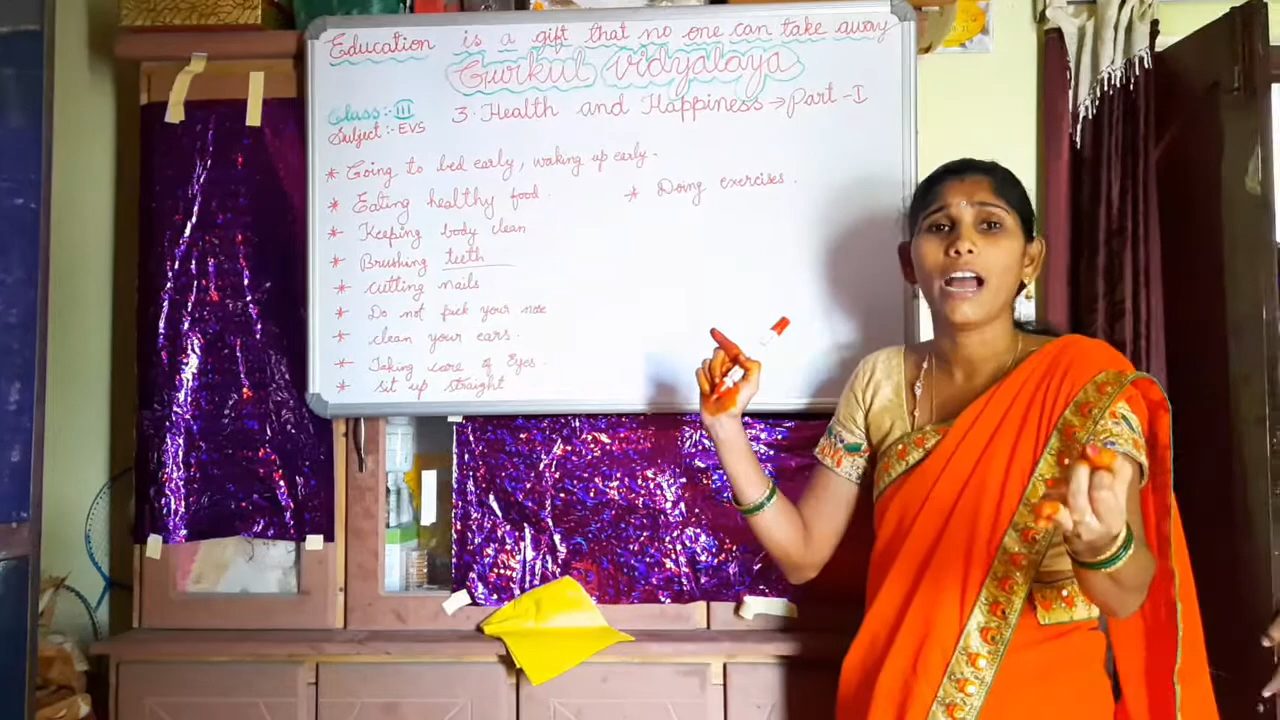 Education is a gift that no one can take away
Gurkul vidyalaya
Class:- III
3. Health and Happiness → Part - I
Subject:- EVS
* Going to bed early, waking up early.
* Eating healthy food.
* Doing exercises.
* Keeping body clean
* Brushing teeth
* cutting nails
* Do not pick your nose
* clean your ears.
* Taking care of Eyes.
* sit up straight